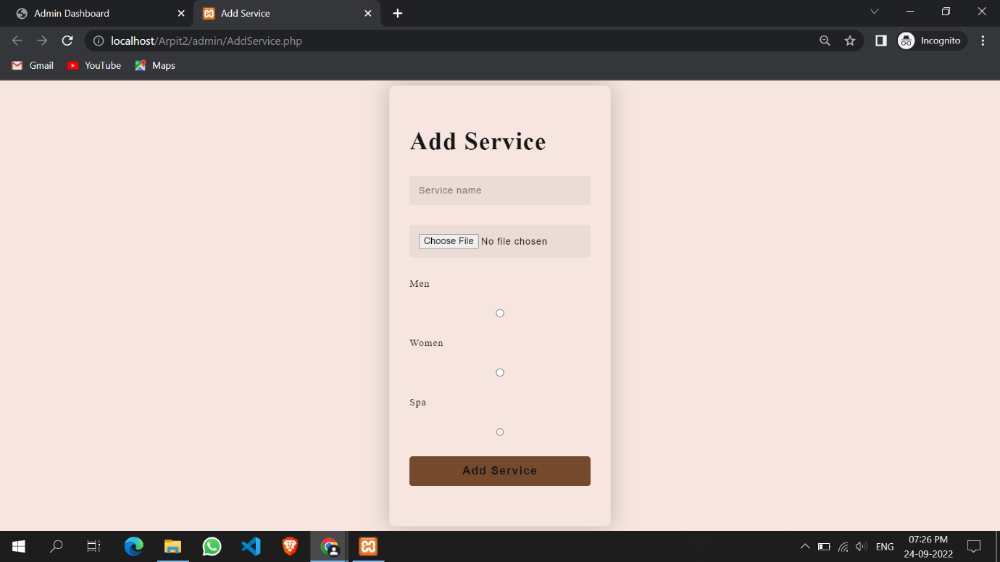 Admin Dashboard
Add Service
localhost/Arpit2/admin/AddService.php
Incognito
Gmail
YouTube
Maps
Add Service
Service name
Choose File No file chosen
Men
Women
Spa
Add Service
ENG
07:26 PM
24-09-2022